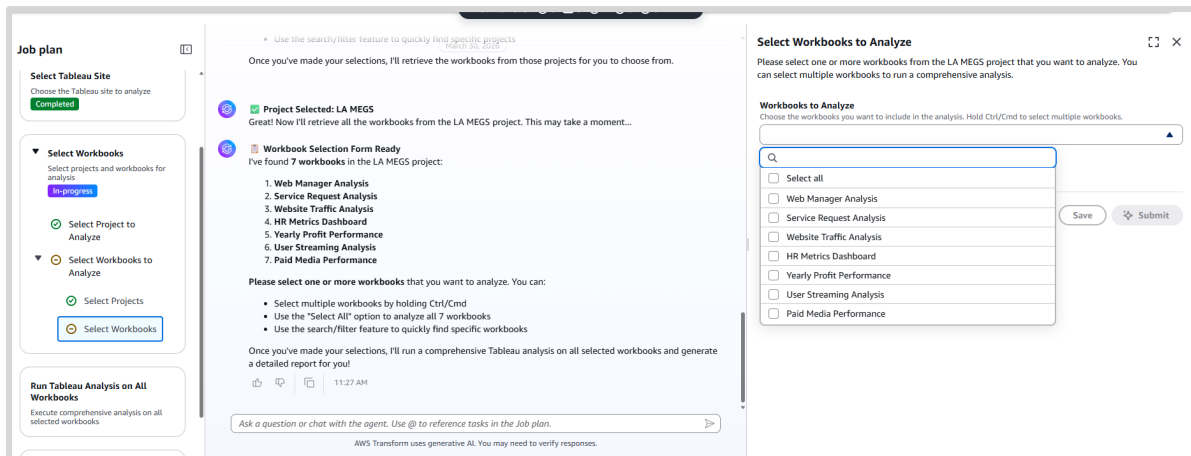 Job plan
Select Tableau Site
Choose the Tableau site to analyze
Completed
Select Workbooks
Select projects and workbooks for
analysis
In-progress
Select Project to
Analyze
Select Workbooks to
Analyze
Select Projects
Select Workbooks
Run Tableau Analysis on All
Workbooks
Execute comprehensive analysis on all
selected workbooks
• Use the search/filter feature to quickly find specific projects
March 30, 2026
Once you've made your selections, I'll retrieve the workbooks from those projects for you to choose from.
Project Selected: LA MEGS
Great! Now I'll retrieve all the workbooks from the LA MEGS project. This may take a moment...
Workbook Selection Form Ready
I've found 7 workbooks in the LA MEGS project:
1. Web Manager Analysis
2. Service Request Analysis
3. Website Traffic Analysis
4. HR Metrics Dashboard
5. Yearly Profit Performance
6. User Streaming Analysis
7. Paid Media Performance
Please select one or more workbooks that you want to analyze. You can:
• Select multiple workbooks by holding Ctrl/Cmd
• Use the "Select All" option to analyze all 7 workbooks
• Use the search/filter feature to quickly find specific workbooks
Once you've made your selections, I'll run a comprehensive Tableau analysis on all selected workbooks and generate
a detailed report for you!
11:27 AM
Ask a question or chat with the agent. Use @ to reference tasks in the Job plan.
AWS Transform uses generative AI. You may need to verify responses.
Select Workbooks to Analyze
Please select one or more workbooks from the LA MEGS project that you want to analyze. You
can select multiple workbooks to run a comprehensive analysis.
Workbooks to Analyze
Choose the workbooks you want to include in the analysis. Hold Ctrl/Cmd to select multiple workbooks.
Select all
Web Manager Analysis
Service Request Analysis
Website Traffic Analysis
HR Metrics Dashboard
Yearly Profit Performance
User Streaming Analysis
Paid Media Performance
Save
Submit